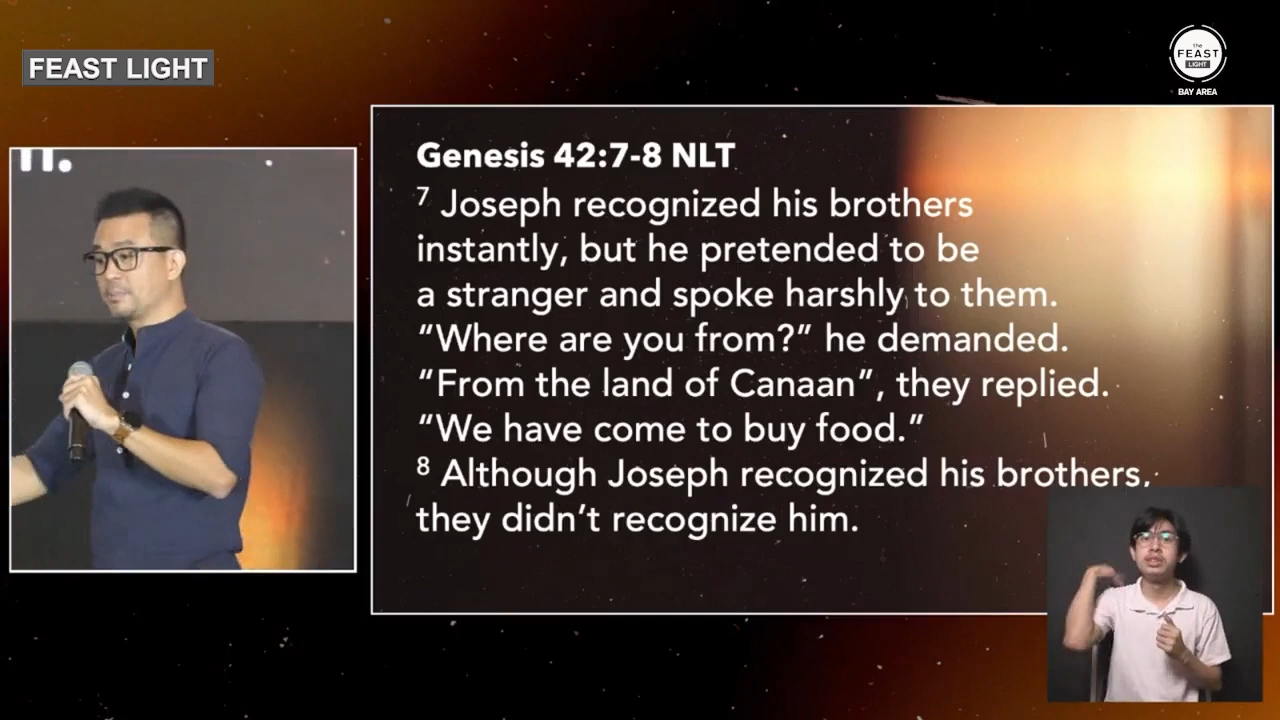 FEAST LIGHT
the
FEAST
LIGHT
BAY AREA
Genesis 42:7-8 NLT
7 Joseph recognized his brothers
instantly, but he pretended to be
a stranger and spoke harshly to them.
“Where are you from?” he demanded.
“From the land of Canaan”, they replied.
“We have come to buy food.”
8 Although Joseph recognized his brothers,
they didn’t recognize him.